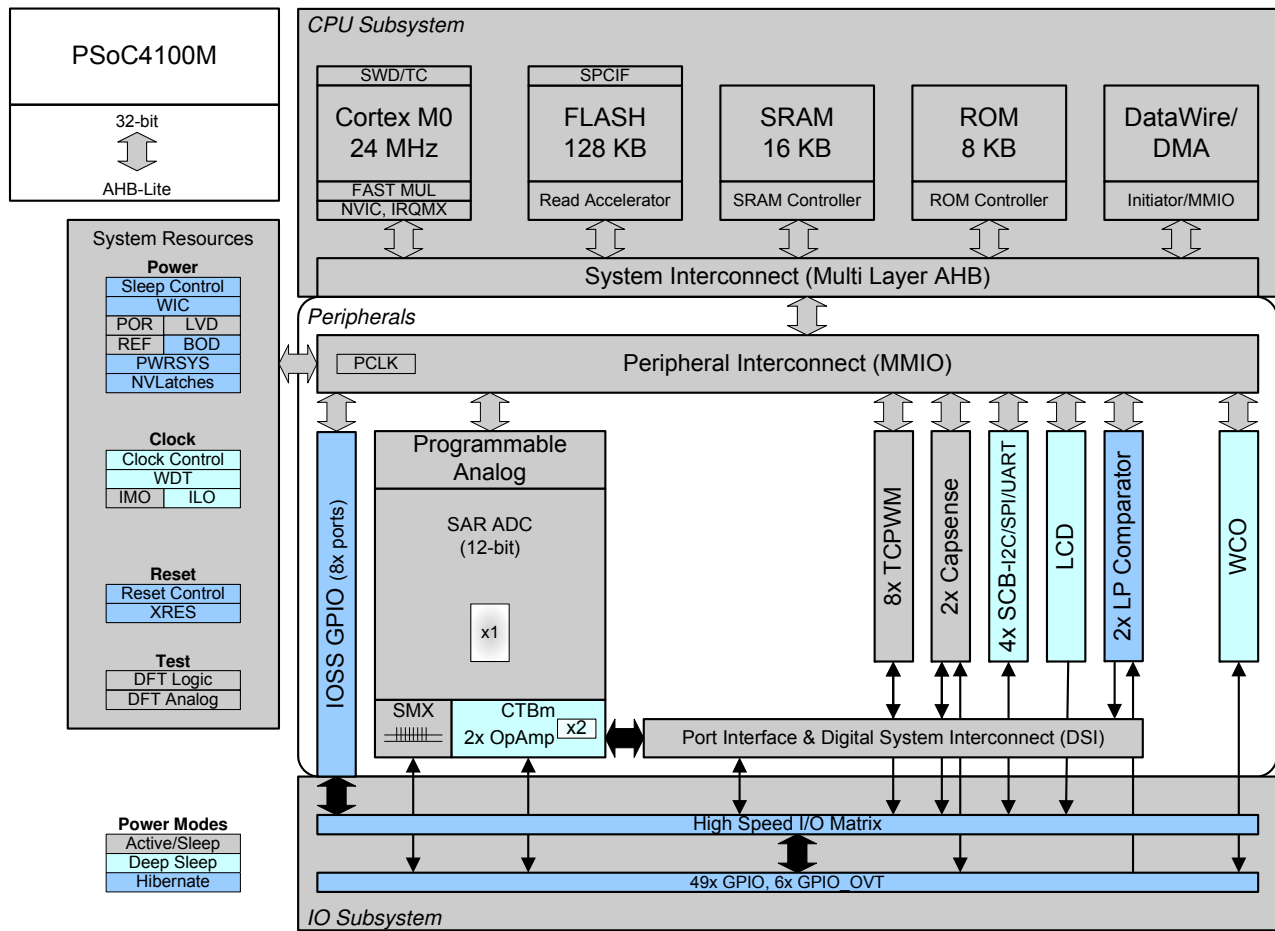 PSoC4100M
32-bit
AHB-Lite
CPU Subsystem
SWD/TC
Cortex M0
24 MHz
FAST MUL
NVIC, IRQMX
SPCIF
FLASH
128 KB
Read Accelerator
SRAM
16 KB
SRAM Controller
ROM
8 KB
ROM Controller
DataWire/
DMA
Initiator/MMIO
System Interconnect (Multi Layer AHB)
System Resources
Power
Sleep Control
WIC
POR LVD
REF BOD
PWRSYS
NVLatches
Clock
Clock Control
WDT
IMO ILO
Reset
Reset Control
XRES
Test
DFT Logic
DFT Analog
Peripherals
PCLK
Peripheral Interconnect (MMIO)
IOSS GPIO (8x ports)
Programmable
Analog
SAR ADC
(12-bit)
x1
SMX
CTBm
2x OpAmp
x2
8x TCPWM
2x Capsense
4x SCB-I2C/SPI/UART
LCD
2x LP Comparator
WCO
Port Interface & Digital System Interconnect (DSI)
High Speed I/O Matrix
49x GPIO, 6x GPIO_OVT
IO Subsystem
Power Modes
Active/Sleep
Deep Sleep
Hibernate